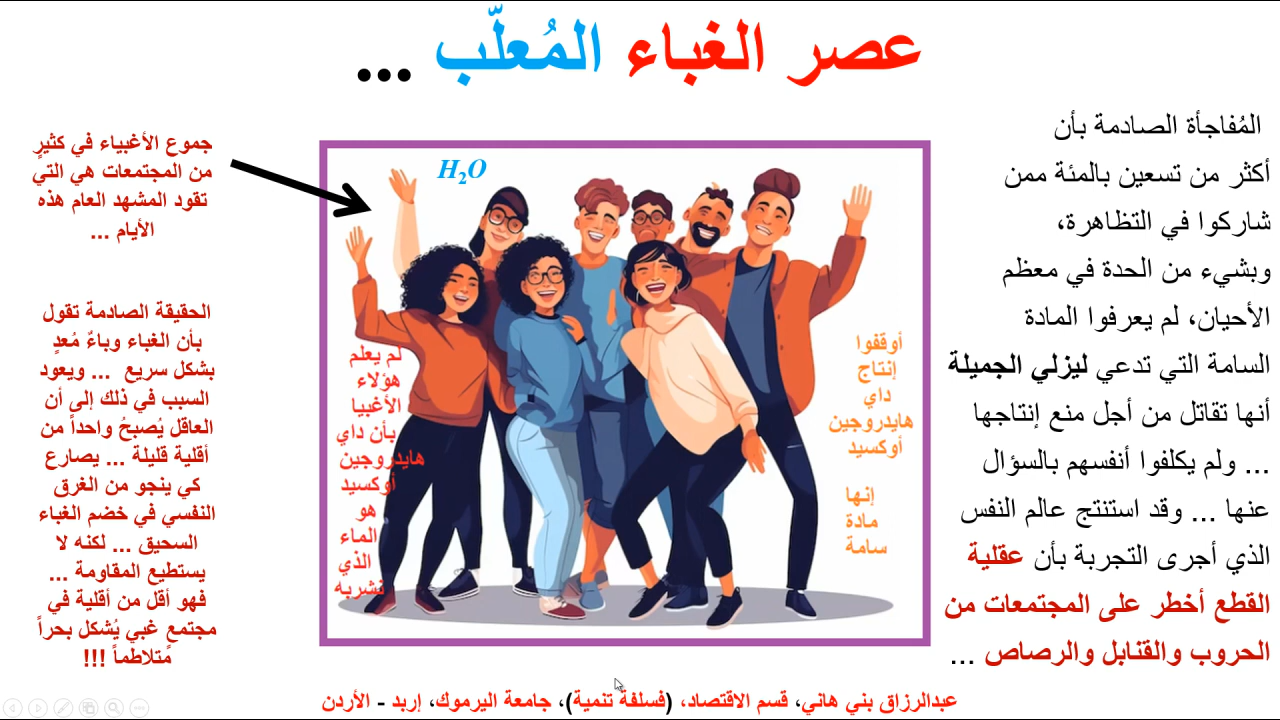 عصر الغباء المُعلّب ...
المُفاجأة الصادمة بأن
أكثر من تسعين بالمئة ممن
شاركوا في التظاهرة،
وبشيء من الحدة في معظم
الأحيان، لم يعرفوا المادة
السامة التي تدعي ليزلي الجميلة
أنها تقاتل من أجل منع إنتاجها
... ولم يكلفوا أنفسهم بالسؤال
عنها ... وقد استنتج عالم النفس
الذي أجرى التجربة بأن عقلية
القطع أخطر على المجتمعات من
الحروب والقنابل والرصاص ...
H₂O
أوقفوا
إنتاج
داي
هايدروجين
أوكسيد
إنها
مادة
سامة
لم يعلم
هؤلاء
الأغبيا
بأن داي
هايدروجين
أوكسيد
هو
الماء
الذي
نشربه
جموع الأغبياء في كثيرٍ
من المجتمعات هي التي
تقود المشهد العام هذه
الأيام ...
الحقيقة الصادمة تقول
بأن الغباء وباءٌ مُعدٍ
بشكل سريع ... ويعود
السبب في ذلك إلى أن
العاقل يُصبحُ واحداً من
أقلية قليلة ... يصارع
كي ينجو من الغرق
النفسي في خضم الغباء
السحيق ... لكنه لا
يستطيع المقاومة ...
فهو أقل من أقلية في
مجتمعٍ غبي يُشكل بحراً
مًتلاطماً !!!
عبدالرزاق بني هاني، قسم الاقتصاد، (فسلفة تنمية)، جامعة اليرموك، إربد - الأردن